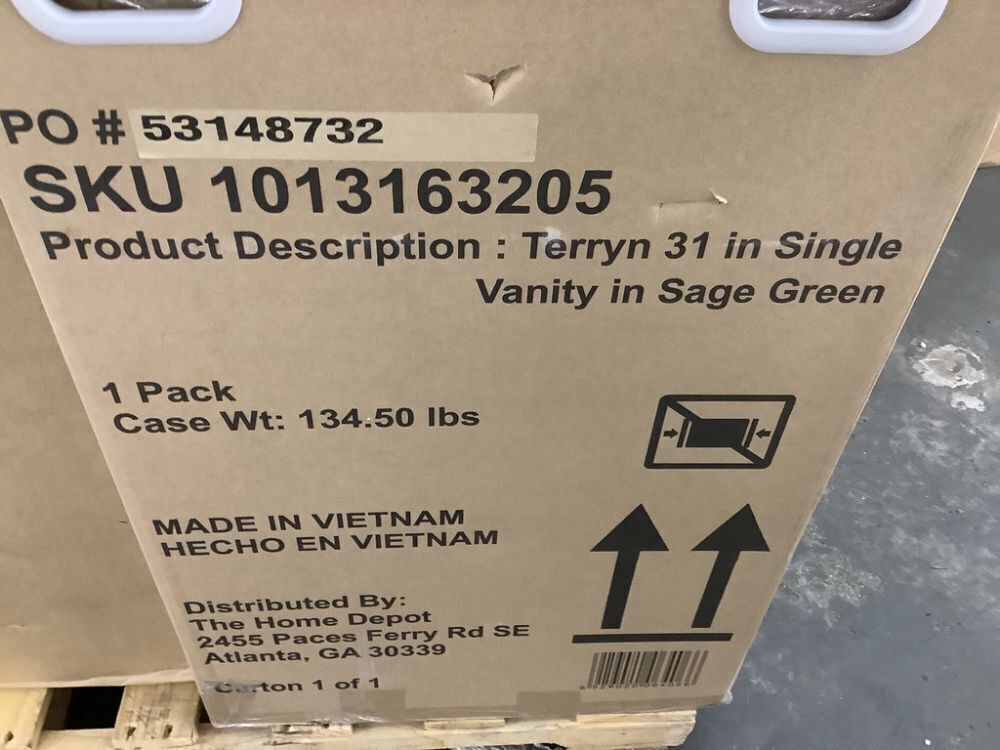 PO # 53148732
SKU 1013163205
Product Description : Terryn 31 in Single
Vanity in Sage Green
1 Pack
Case Wt: 134.50 lbs
MADE IN VIETNAM
HECHO EN VIETNAM
Distributed By:
The Home Depot
2455 Paces Ferry Rd SE
Atlanta, GA 30339
Carton 1 of 1